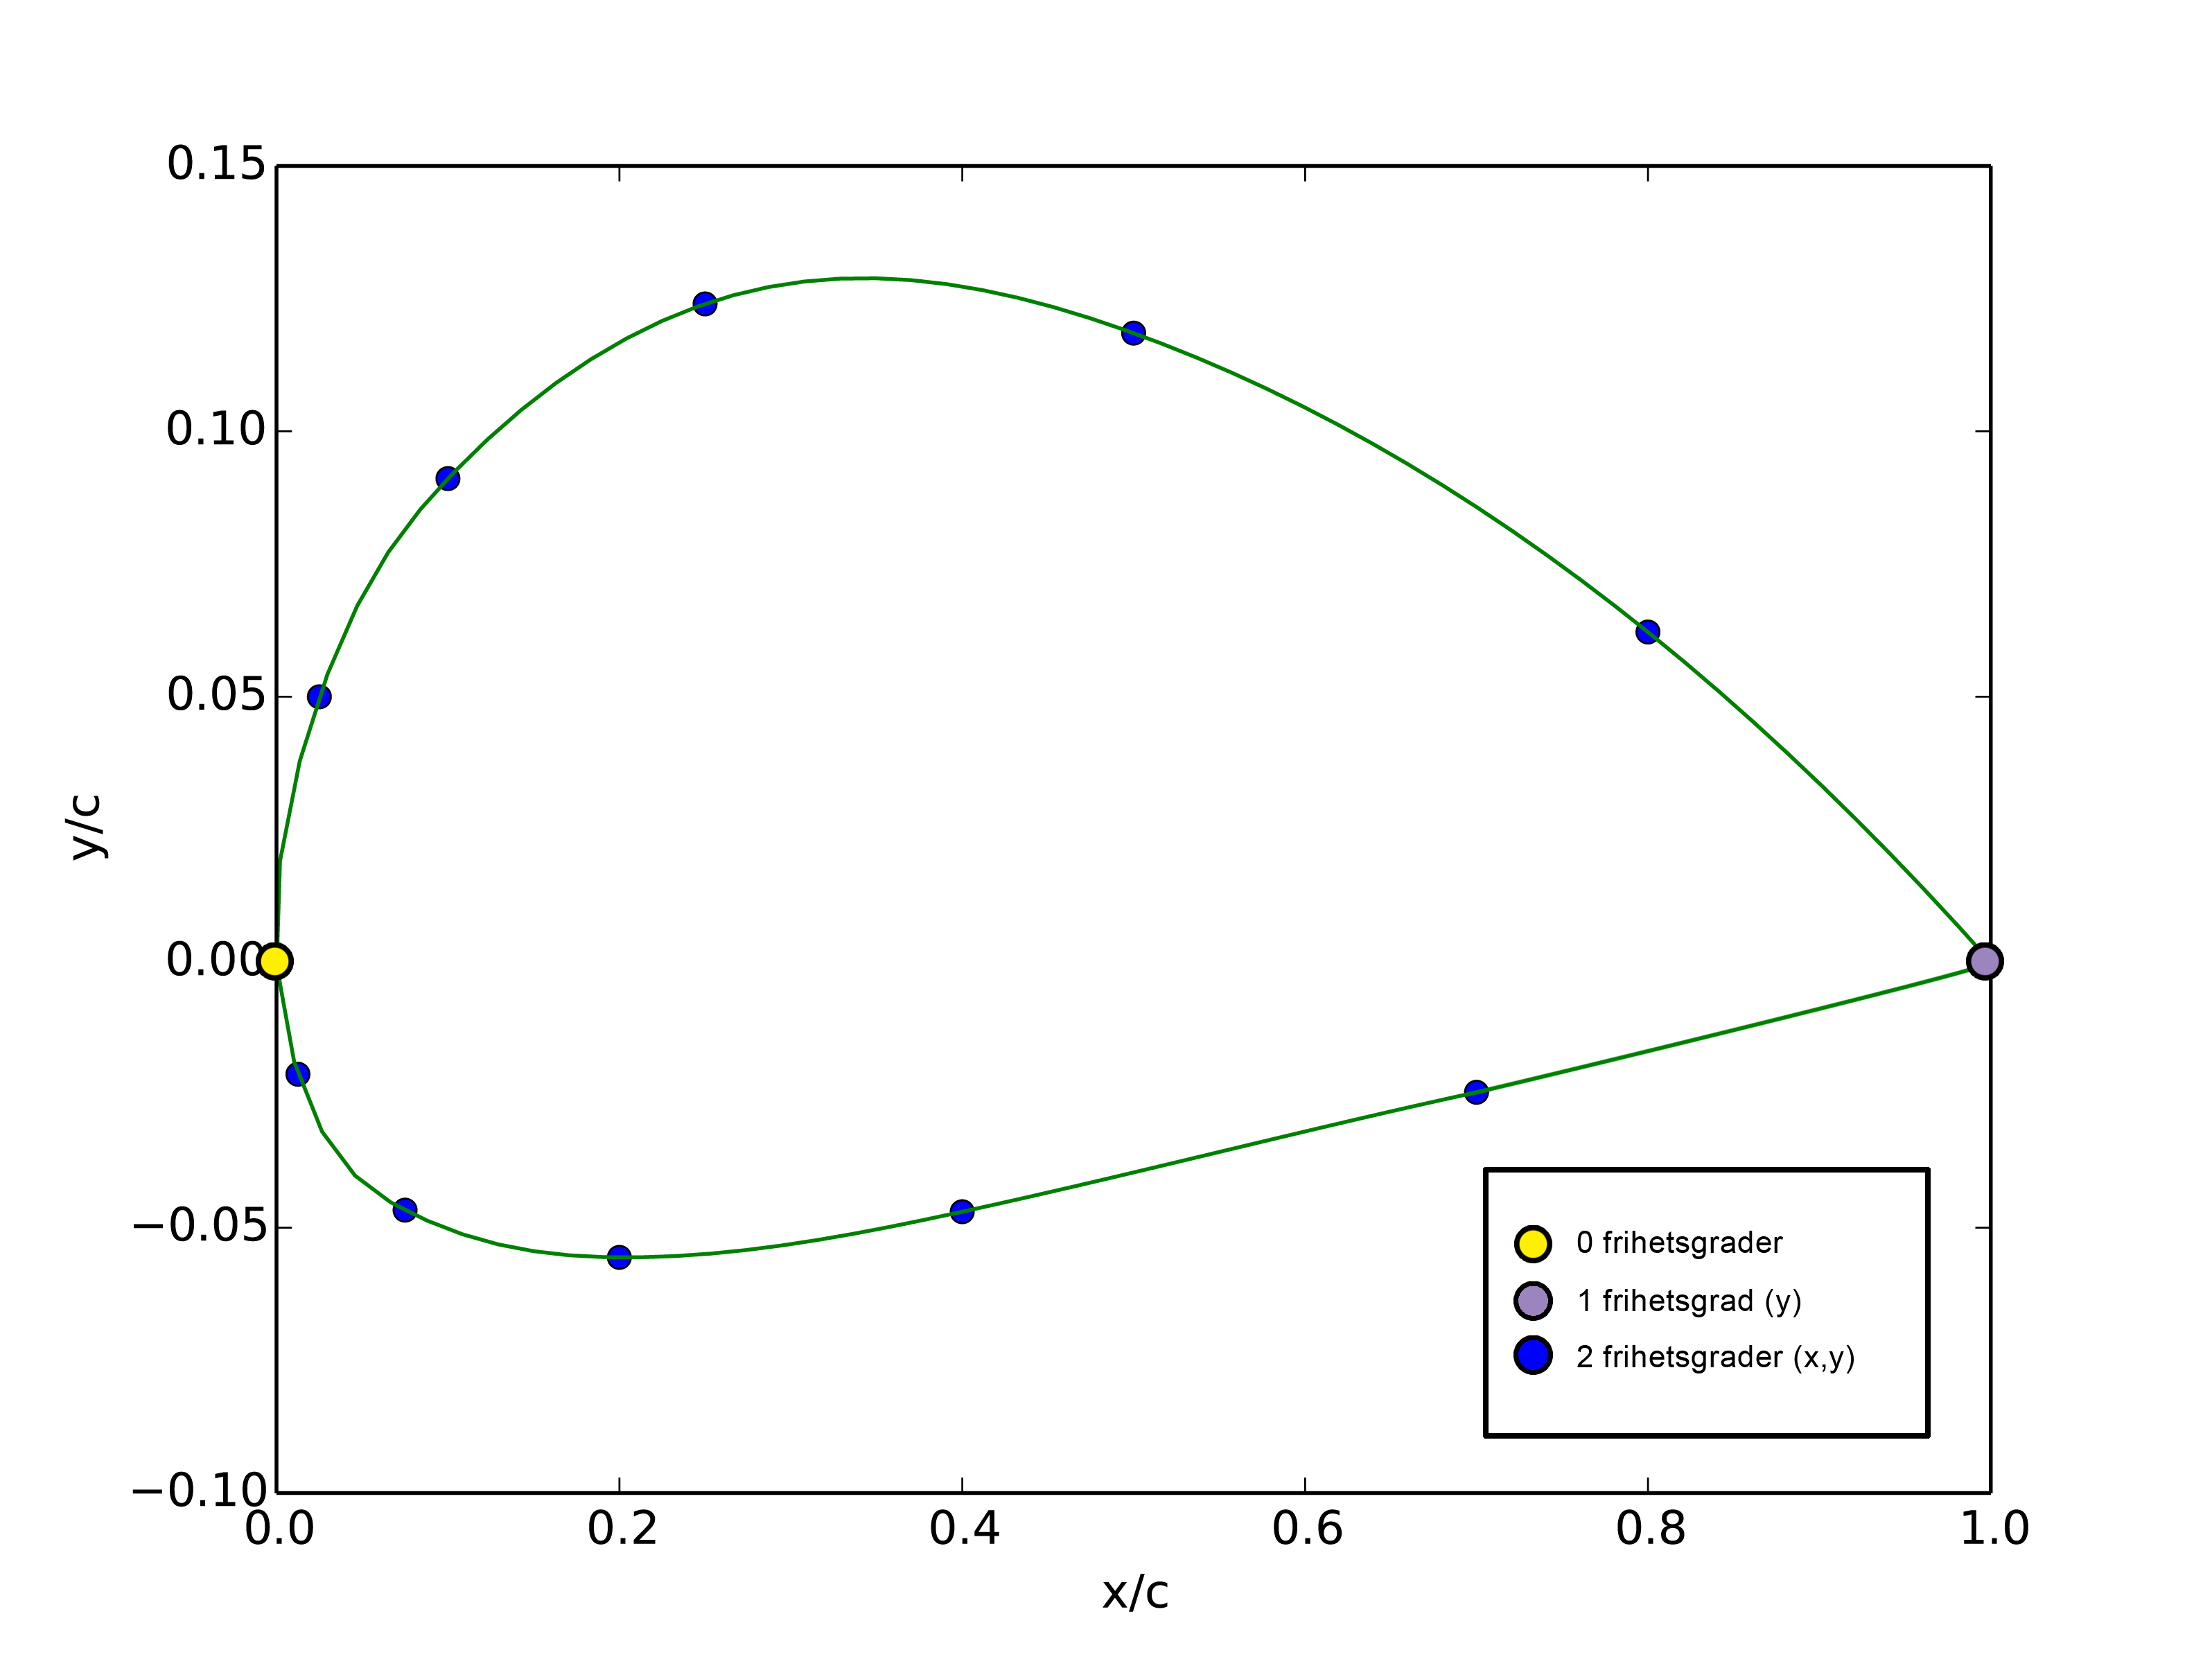 0.15
0.10
0.05
0.00
−0.05
−0.10
y/c
0 frihetsgrader
1 frihetsgrad (y)
2 frihetsgrader (x,y)
0.0 0.2 0.4 0.6 0.8 1.0
x/c